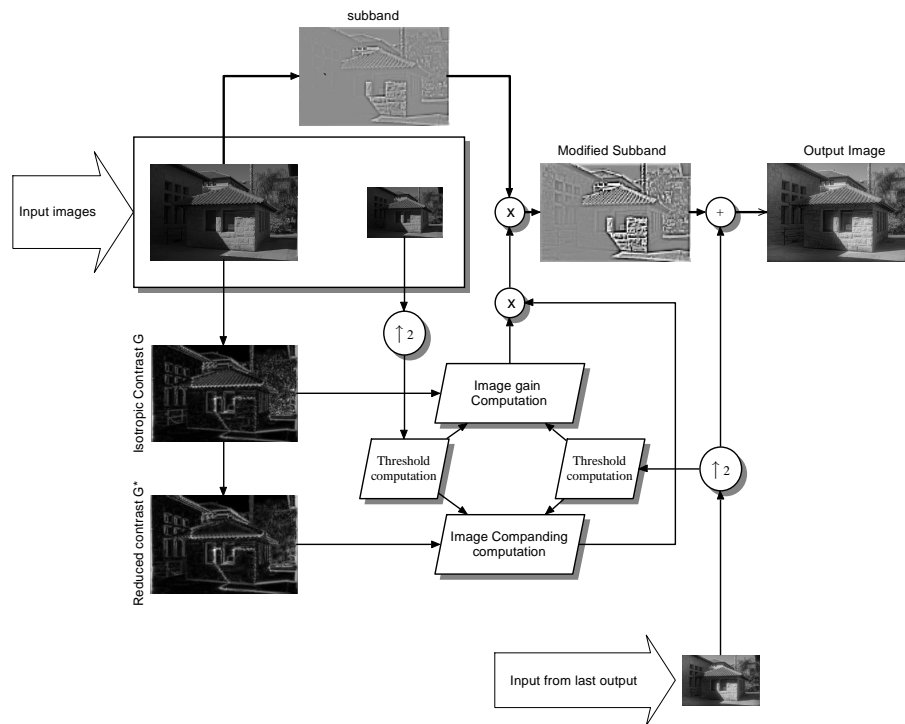 subband
Modified Subband
Output Image
Input images
x
+
x
↑ 2
Isotropic Contrast G
Image gain
Computation
Threshold
computation
Threshold
computation
↑ 2
Reduced contrast G*
Image Companding
computation
Input from last output